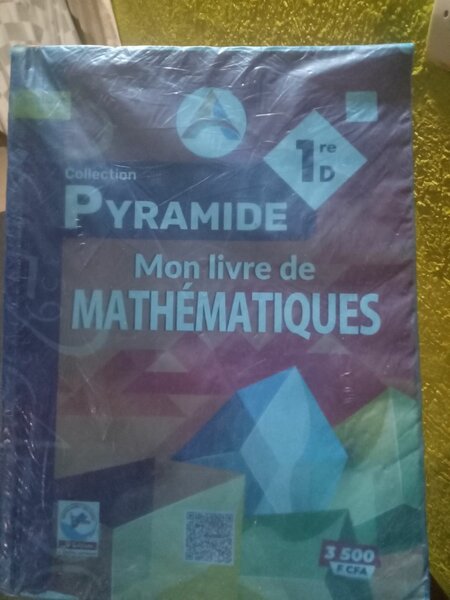 1re
D
Collection
PYRAMIDE
Mon livre de
MATHÉMATIQUES
3 500
F CFA